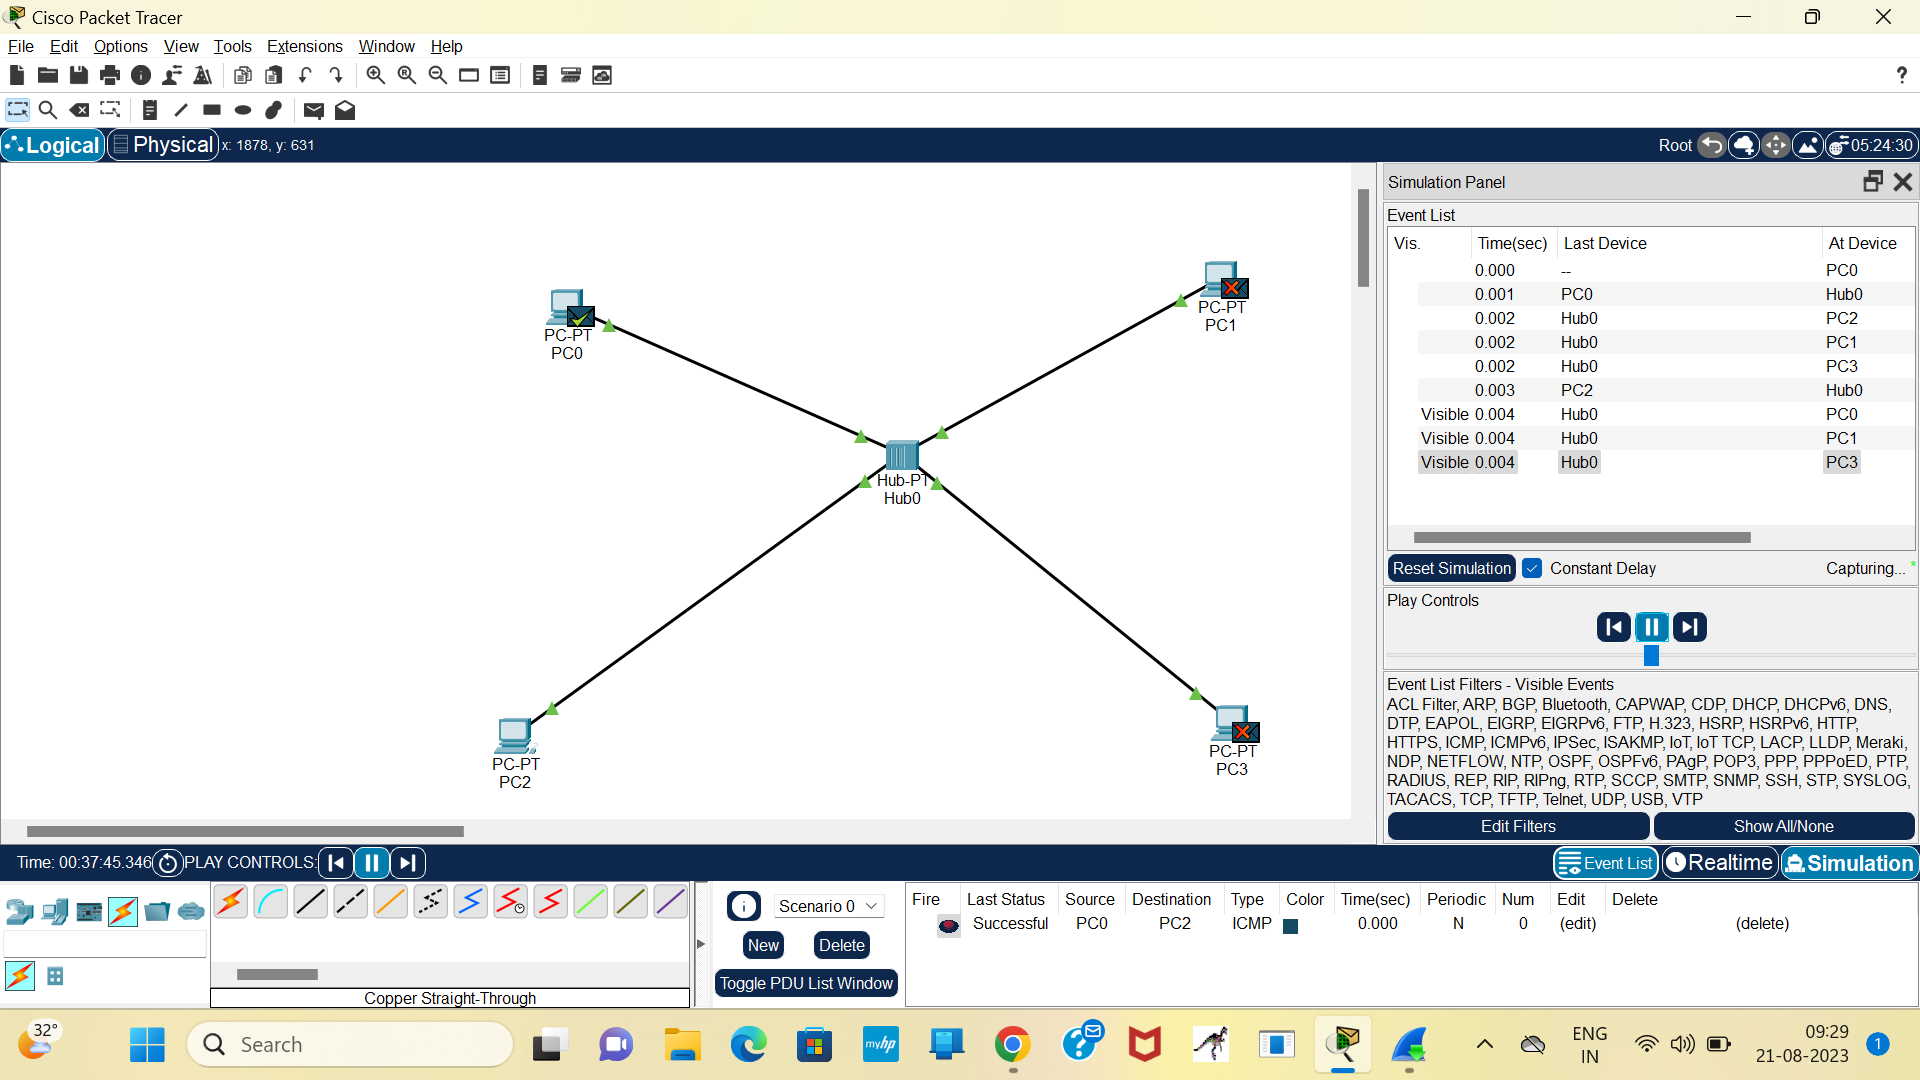 Cisco Packet Tracer
File Edit Options View Tools Extensions Window Help
?
Logical Physical x: 1878, y: 631 Root 05:24:30
Simulation Panel
Event List
Vis. Time(sec) Last Device At Device
0.000 -- PC0
0.001 PC0 Hub0
0.002 Hub0 PC2
0.002 Hub0 PC1
0.002 Hub0 PC3
0.003 PC2 Hub0
Visible 0.004 Hub0 PC0
Visible 0.004 Hub0 PC1
Visible 0.004 Hub0 PC3
Reset Simulation Constant Delay Capturing... *
Play Controls
Event List Filters - Visible Events
ACL Filter, ARP, BGP, Bluetooth, CAPWAP, CDP, DHCP, DHCPv6, DNS,
DTP, EAPOL, EIGRP, EIGRPv6, FTP, H.323, HSRP, HSRPv6, HTTP,
HTTPS, ICMP, ICMPv6, IPSec, ISAKMP, IoT, IoT TCP, LACP, LLDP, Meraki,
NDP, NETFLOW, NTP, OSPF, OSPFv6, PAgP, POP3, PPP, PPPoED, PTP,
RADIUS, REP, RIP, RIPng, RTP, SCCP, SMTP, SNMP, SSH, STP, SYSLOG,
TACACS, TCP, TFTP, Telnet, UDP, USB, VTP
Edit Filters Show All/None
PC-PT
PC0
PC-PT
PC1
Hub-PT
Hub0
PC-PT
PC2
PC-PT
PC3
Time: 00:37:45.346 PLAY CONTROLS: Event List Realtime Simulation
Copper Straight-Through
Scenario 0
New Delete
Toggle PDU List Window
Fire Last Status Source Destination Type Color Time(sec) Periodic Num Edit Delete
Successful PC0 PC2 ICMP 0.000 N 0 (edit) (delete)
32°
Search
myhp
?
ENG
IN
09:29
21-08-2023
1